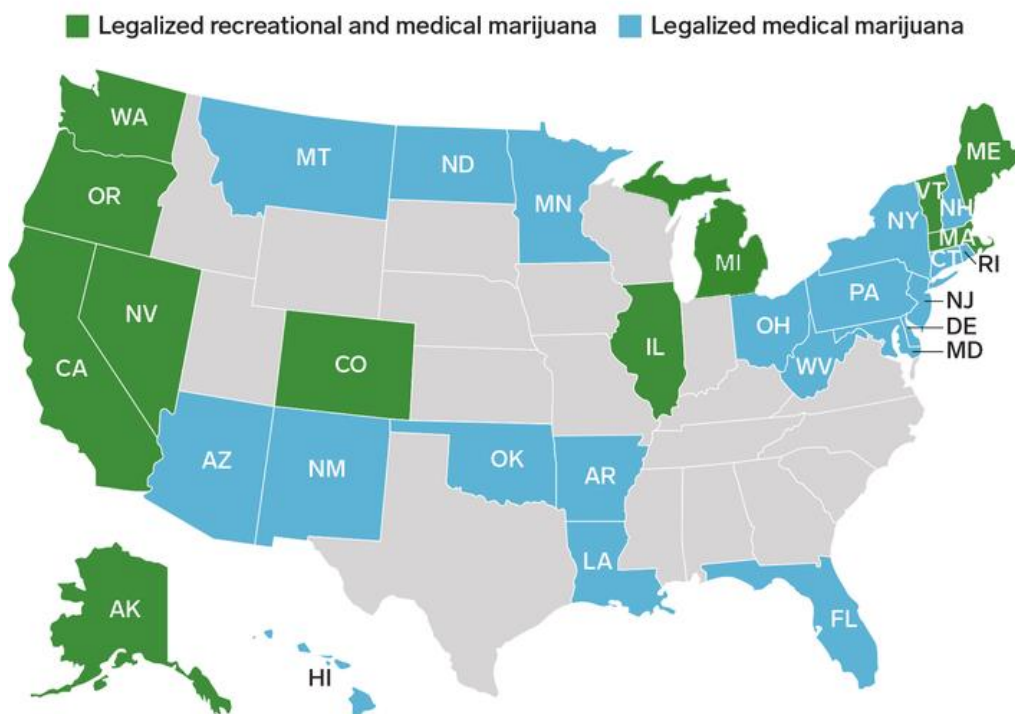 Legalized recreational and medical marijuana Legalized medical marijuana
WA
MT
ND
MN
ME
VT
NH
OR
NY
MA
CT
RI
MI
PA
NJ
NV
OH
DE
IL
CO
MD
CA
WV
AZ
NM
OK
AR
LA
AK
FL
HI